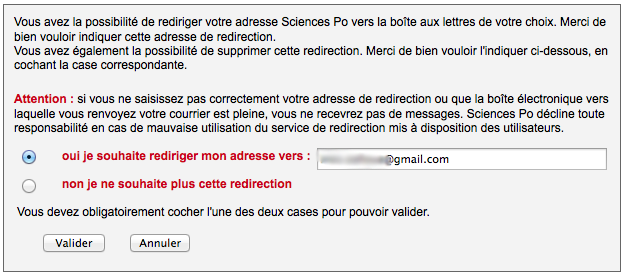 Vous avez la possibilité de rediriger votre adresse Sciences Po vers la boîte aux lettres de votre choix. Merci de
bien vouloir indiquer cette adresse de redirection.
Vous avez également la possibilité de supprimer cette redirection. Merci de bien vouloir l'indiquer ci-dessous, en
cochant la case correspondante.
Attention : si vous ne saisissez pas correctement votre adresse de redirection ou que la boîte électronique vers
laquelle vous renvoyez votre courrier est pleine, vous ne recevrez pas de messages. Sciences Po décline toute
responsabilité en cas de mauvaise utilisation du service de redirection mis à disposition des utilisateurs.
oui je souhaite rediriger mon adresse vers : @gmail.com
non je ne souhaite plus cette redirection
Vous devez obligatoirement cocher l'une des deux cases pour pouvoir valider.
Valider Annuler